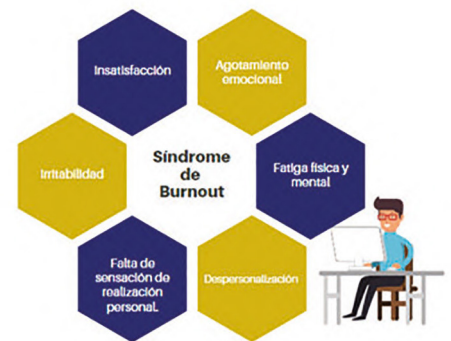 Insatisfacción
Agotamiento
emocional
Irritabilidad
Síndrome
de
Burnout
Fatiga física y
mental
Falta de
sensación de
realización
personal.
Despersonalización